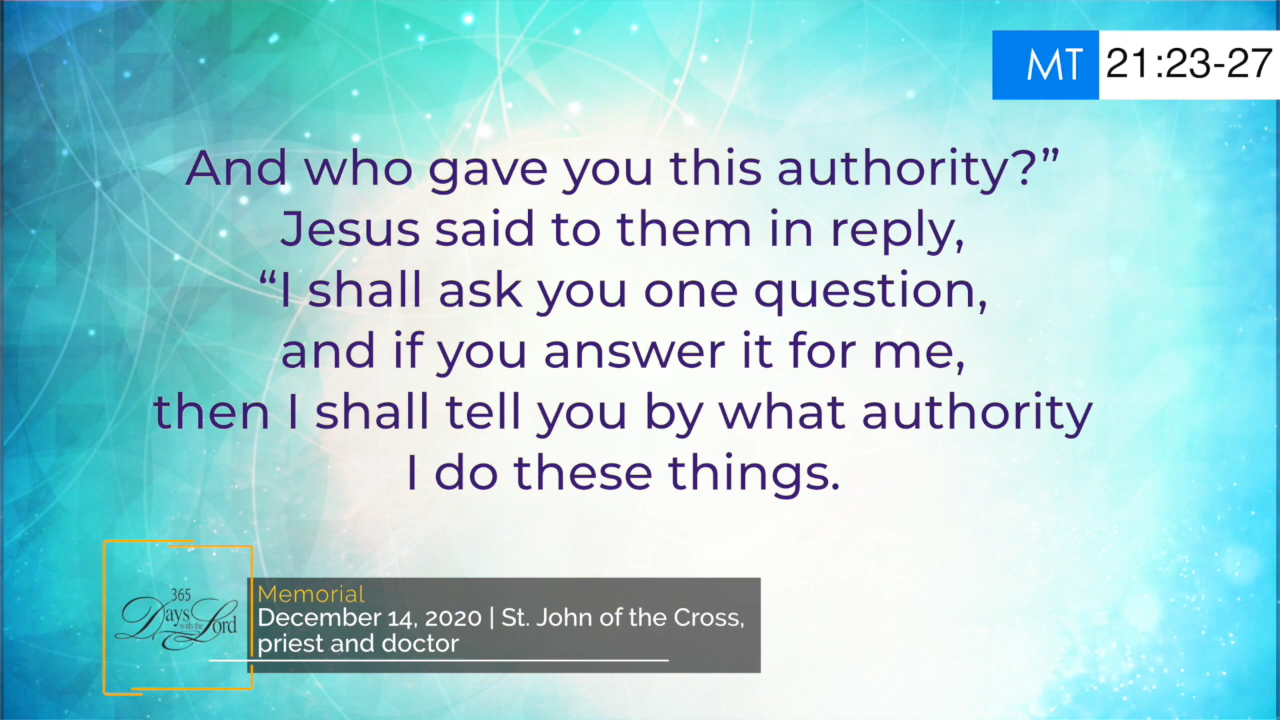 MT 21:23-27
And who gave you this authority?”
Jesus said to them in reply,
“I shall ask you one question,
and if you answer it for me,
then I shall tell you by what authority
I do these things.
365
Days with the Lord
Memorial
December 14, 2020 | St. John of the Cross,
priest and doctor